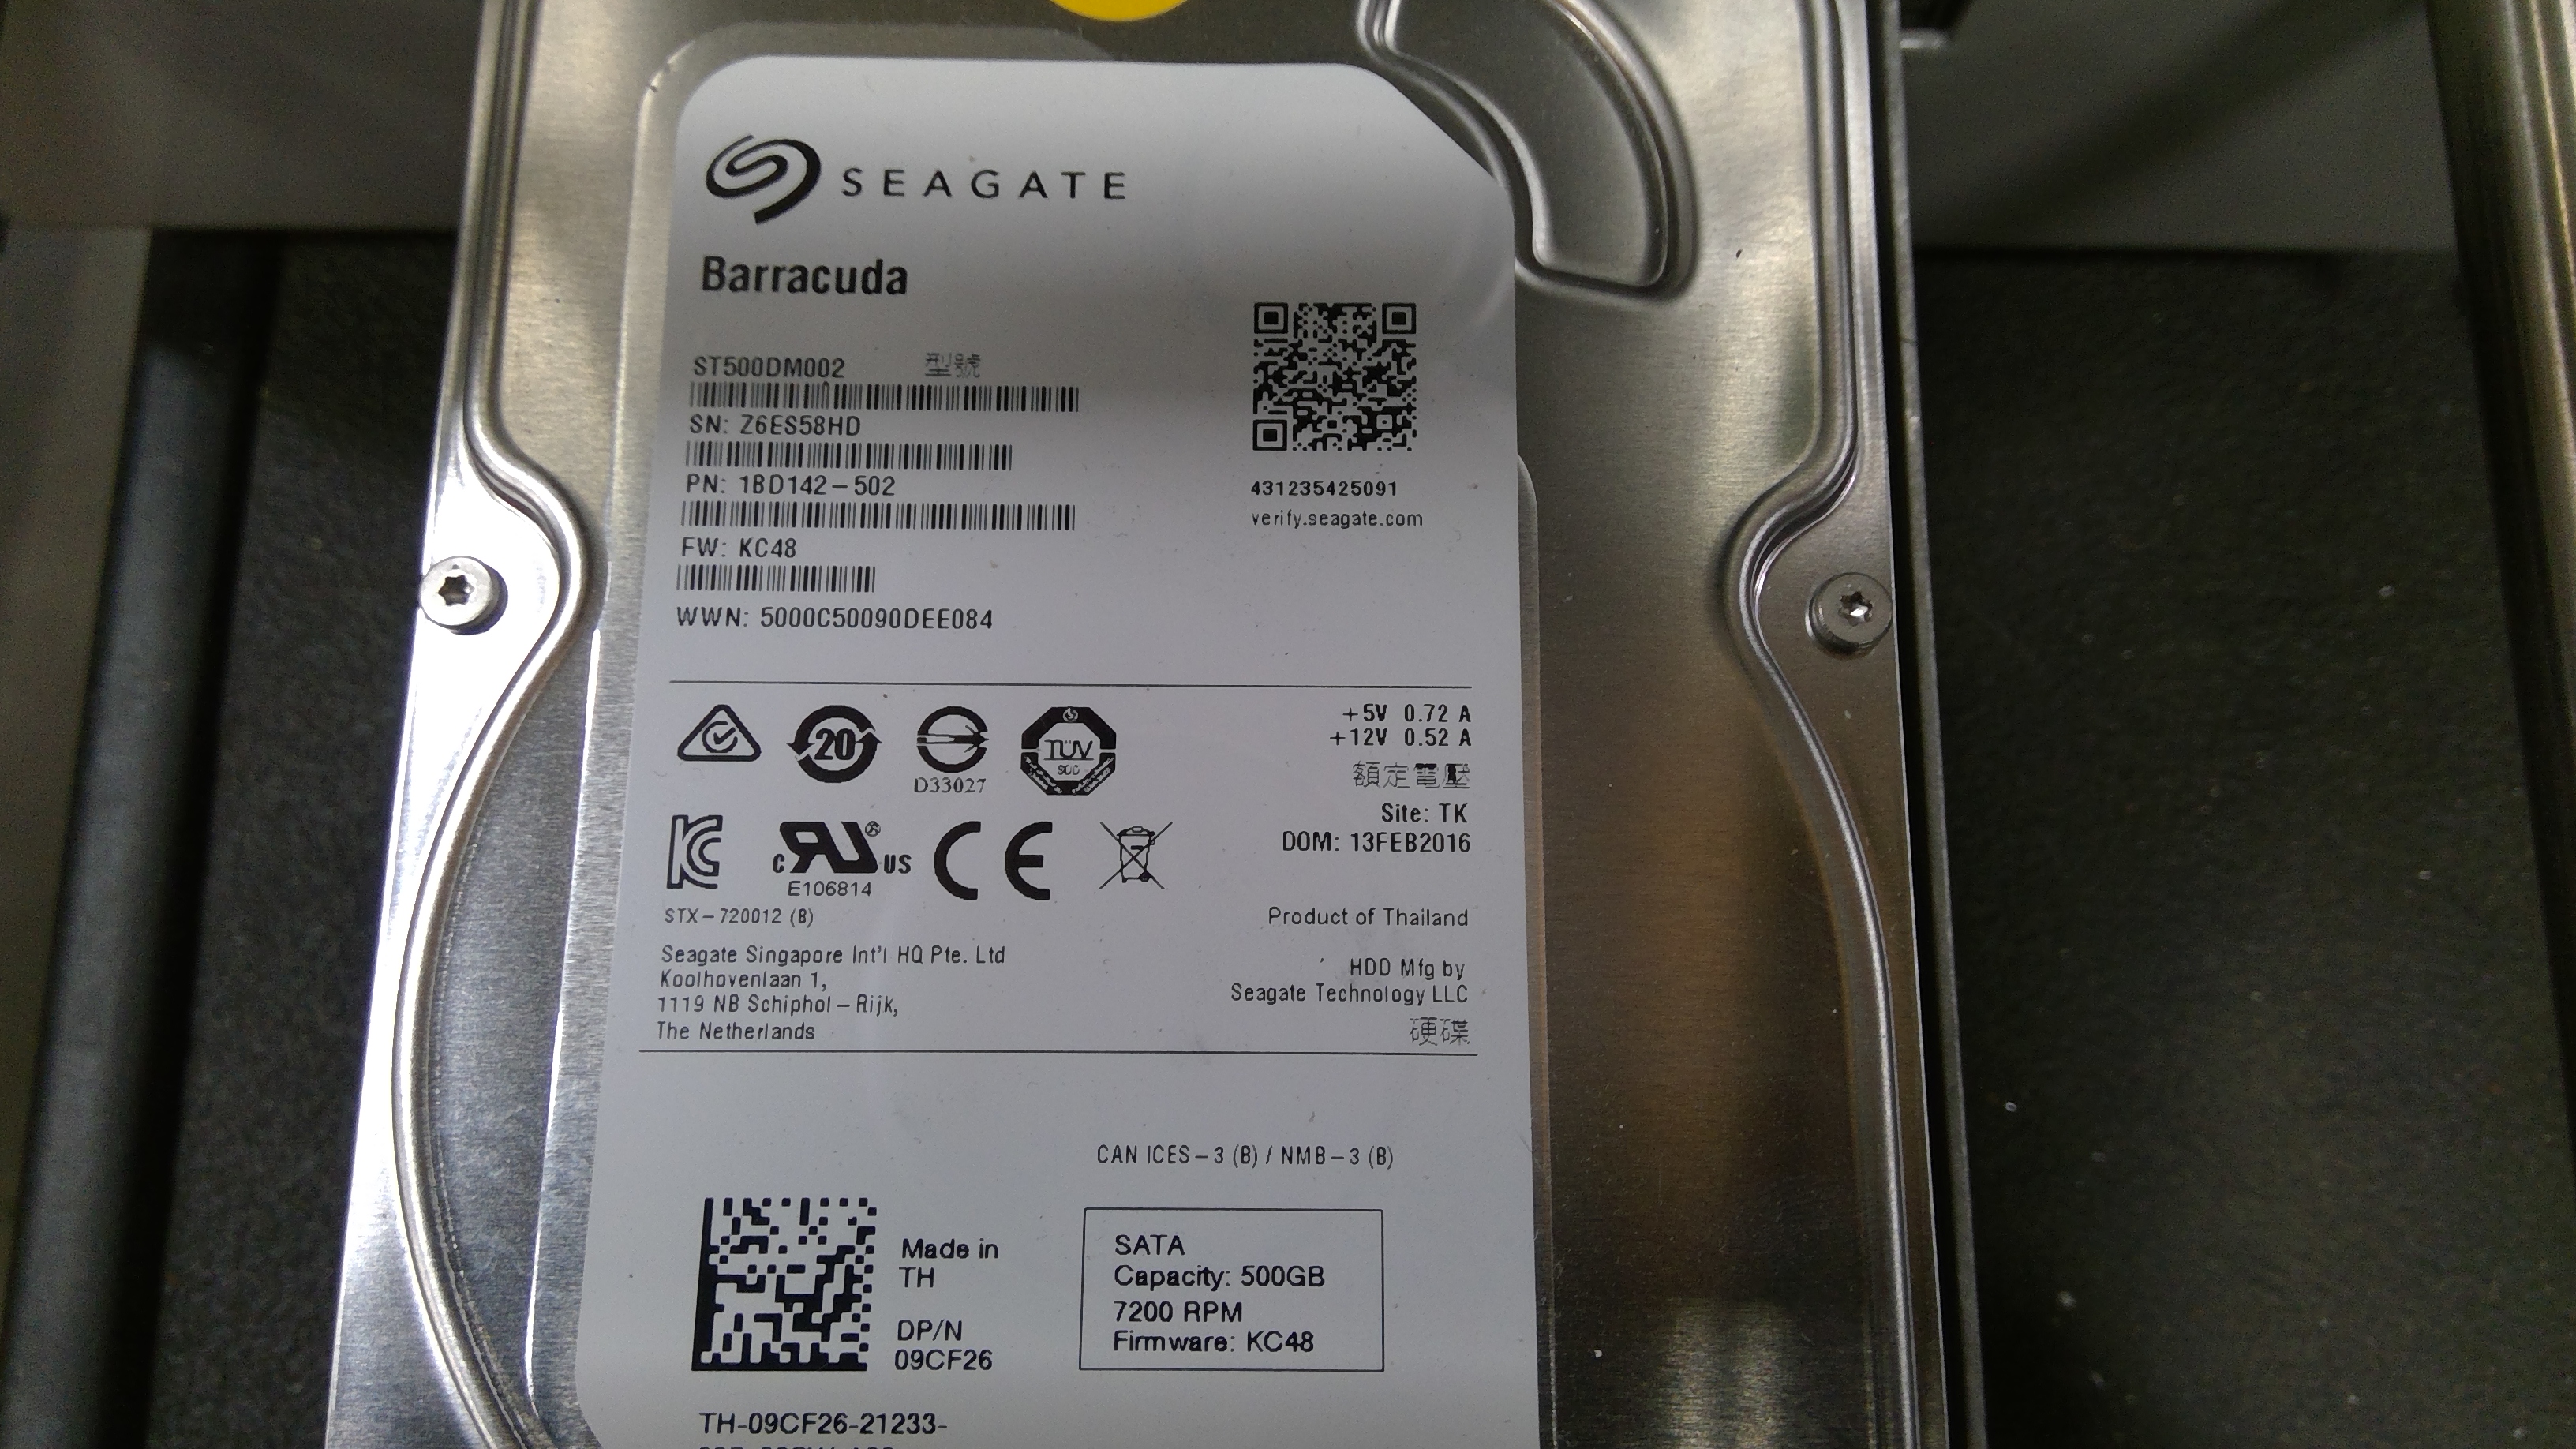 SEAGATE
Barracuda
ST500DM002 型號
SN: Z6ES58HD
PN: 1BD142-502
FW: KC48
WWN: 5000C50090DEE084
431235425091
verify.seagate.com
20
D33027
TÜV
SÜD
+5V 0.72 A
+12V 0.52 A
額定電壓
Site: TK
DOM: 13FEB2016
c RU ® US
E106814
CE
STX-720012 (B)
Seagate Singapore Int'l HQ Pte. Ltd
Koolhovenlaan 1,
1119 NB Schiphol-Rijk,
The Netherlands
Product of Thailand
HDD Mfg by
Seagate Technology LLC
硬碟
CAN ICES-3 (B) / NMB-3 (B)
Made in
TH
DP/N
09CF26
SATA
Capacity: 500GB
7200 RPM
Firmware: KC48
TH-09CF26-21233-